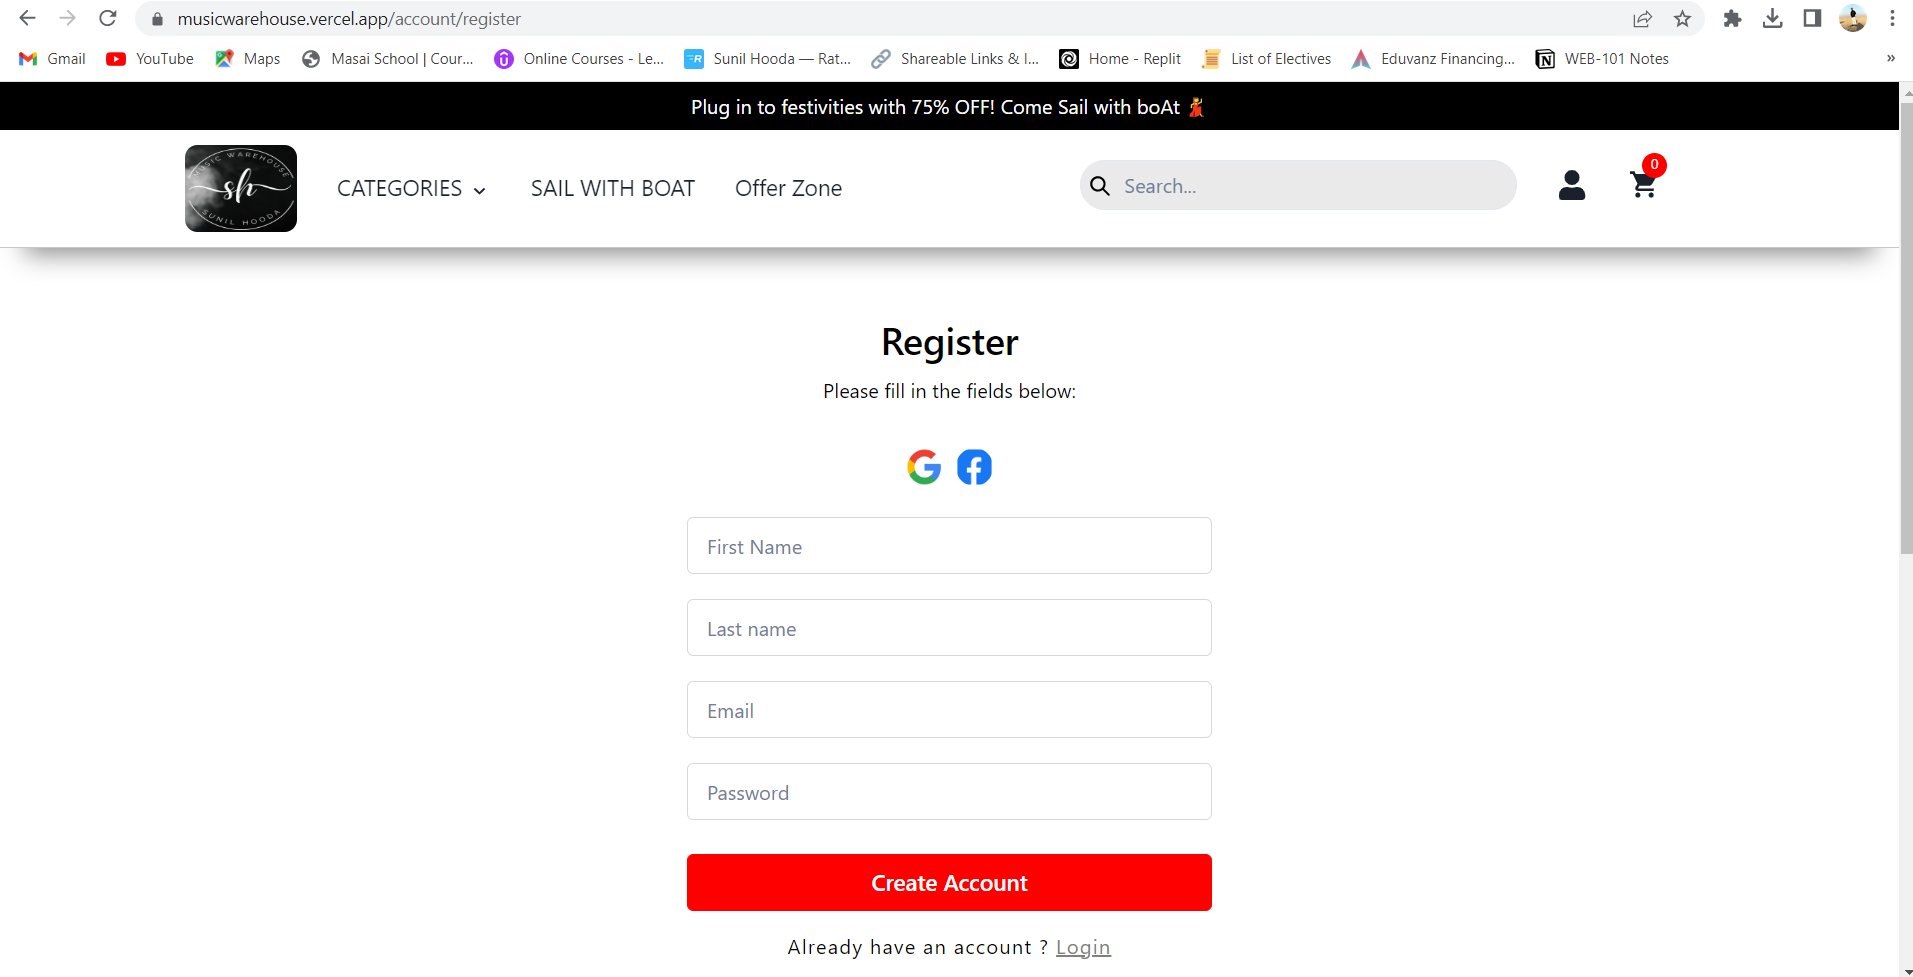 musicwarehouse.vercel.app/account/register
Gmail YouTube Maps Masai School | Cour... Online Courses - Le... Sunil Hooda — Rat... Shareable Links & I... Home - Replit List of Electives Eduvanz Financing... WEB-101 Notes »
Plug in to festivities with 75% OFF! Come Sail with boAt 💃
MUSIC WAREHOUSE
sh
SUNIL HOODA
CATEGORIES SAIL WITH BOAT Offer Zone Search... 0
Register
Please fill in the fields below:
First Name
Last name
Email
Password
Create Account
Already have an account ? Login